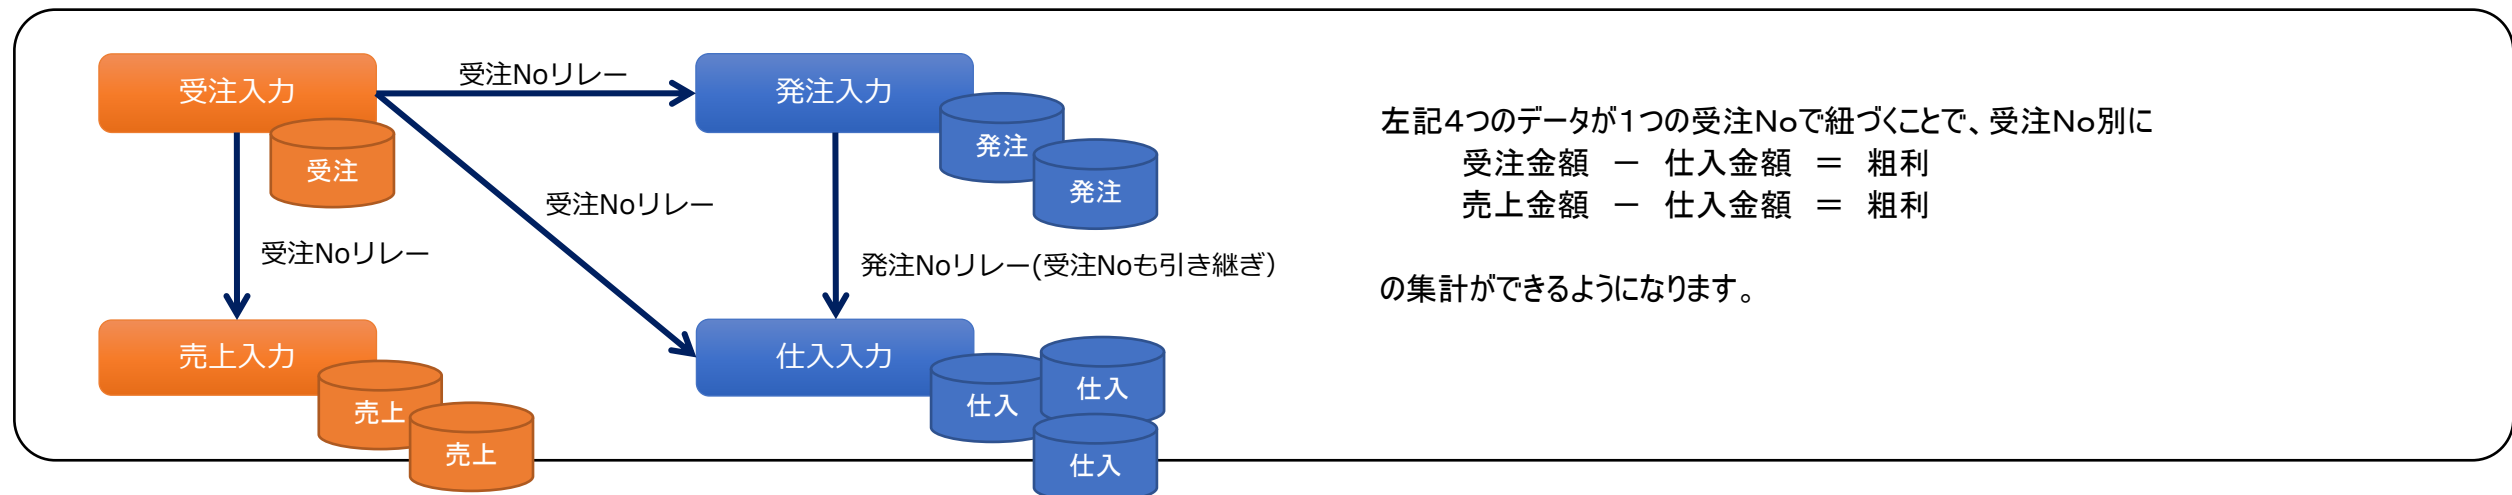 受注入力
受注Noリレー
発注入力
受注
発注
発注
受注Noリレー
受注Noリレー
発注Noリレー(受注Noも引き継ぎ）
売上入力
売上
売上
仕入入力
仕入
仕入
仕入
左記４つのデータが１つの受注Ｎｏで紐づくことで、受注Ｎｏ別に
受注金額　－　仕入金額　＝　粗利
売上金額　－　仕入金額　＝　粗利
の集計ができるようになります。